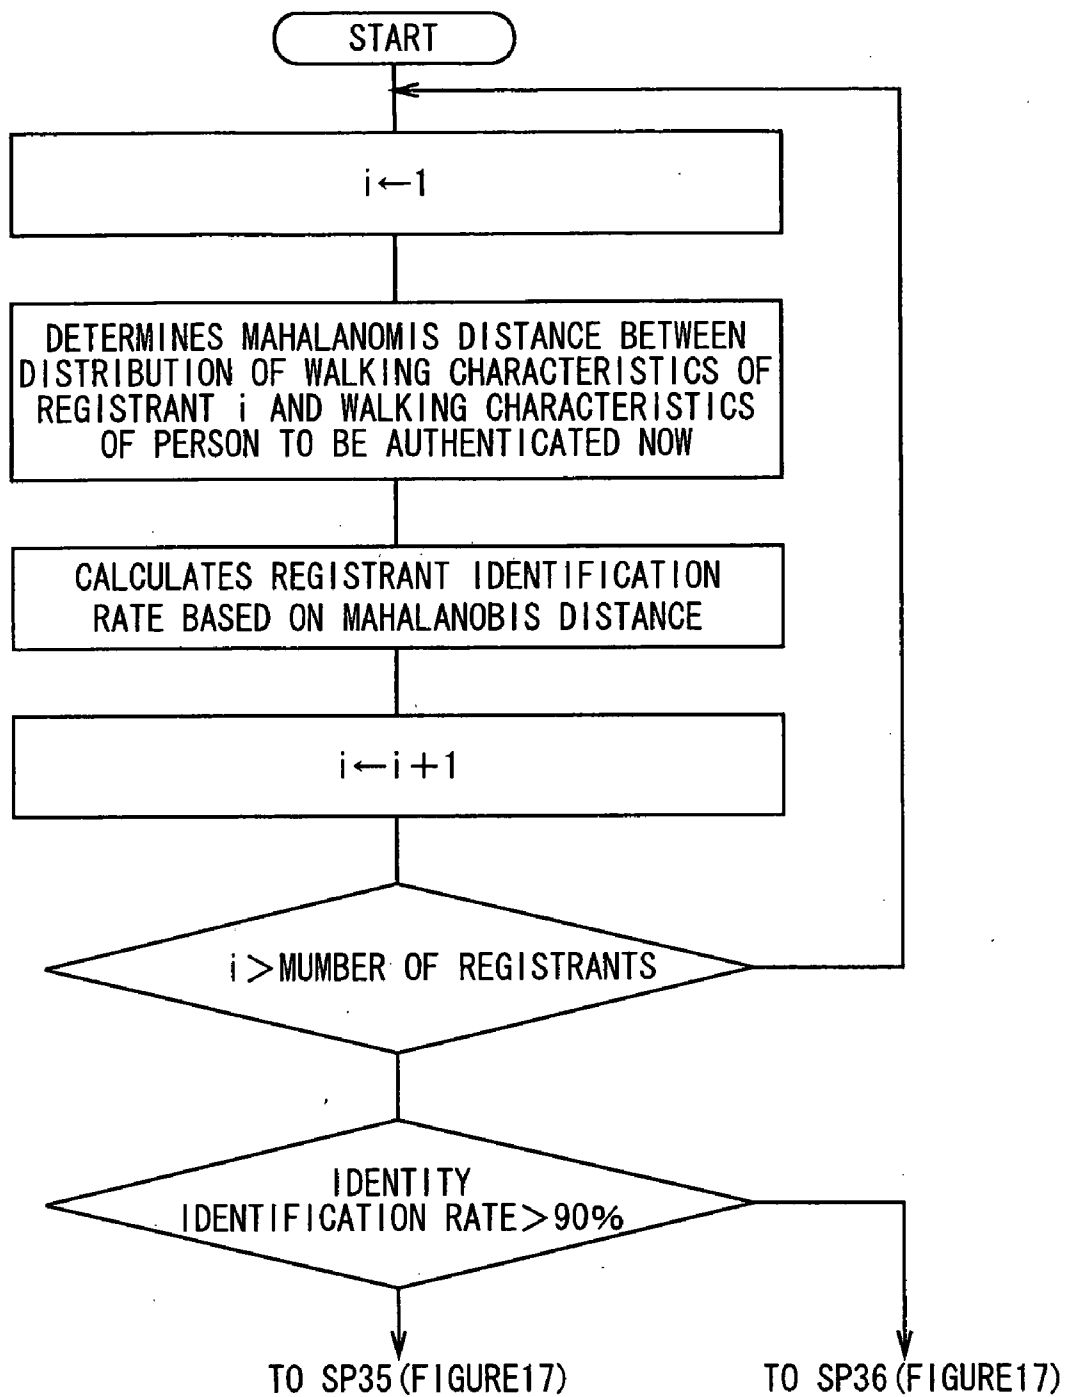 START
i←1
DETERMINES MAHALANOMIS DISTANCE BETWEEN
DISTRIBUTION OF WALKING CHARACTERISTICS OF
REGISTRANT i AND WALKING CHARACTERISTICS
OF PERSON TO BE AUTHENTICATED NOW
CALCULATES REGISTRANT IDENTIFICATION
RATE BASED ON MAHALANOBIS DISTANCE
i←i+1
i>MUMBER OF REGISTRANTS
IDENTITY
IDENTIFICATION RATE>90%
TO SP35(FIGURE17)
TO SP36(FIGURE17)